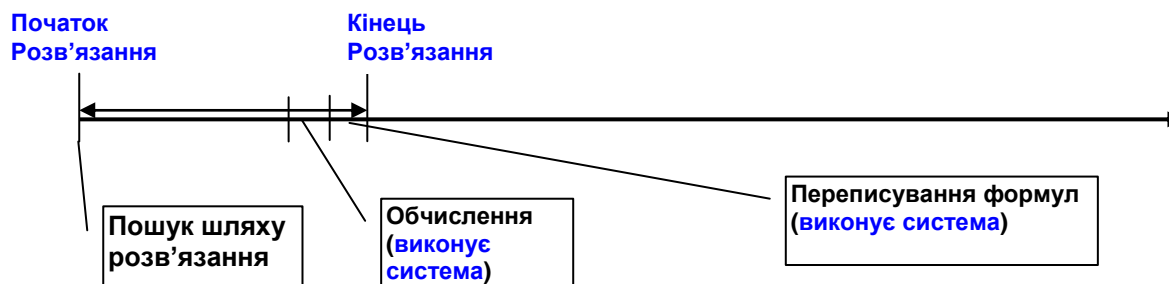 Початок
Розв’язання
Кінець
Розв’язання
Пошук шляху
розв’язання
Обчислення
(виконує
система)
Переписування формул
(виконує система)